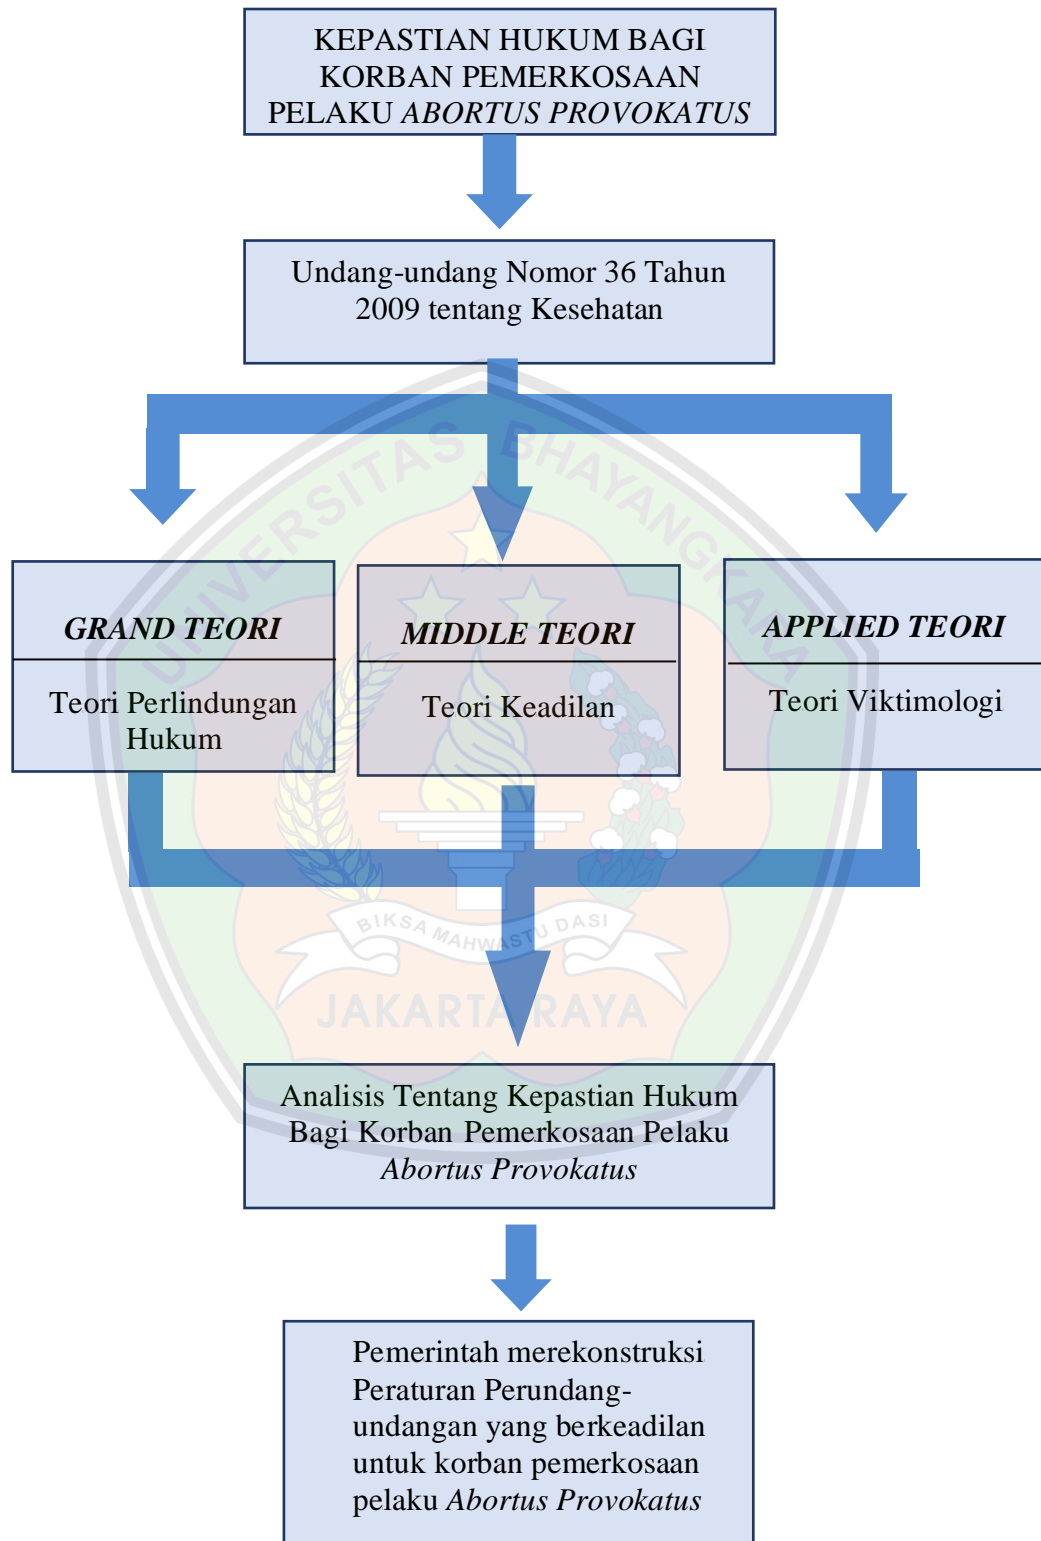 KEPASTIAN HUKUM BAGI
KORBAN PEMERKOSAAN
PELAKU ABORTUS PROVOKATUS
Undang-undang Nomor 36 Tahun
2009 tentang Kesehatan
UNIVERSITAS BHAYANGKARA
GRAND TEORI
Teori Perlindungan
Hukum
MIDDLE TEORI
Teori Keadilan
APPLIED TEORI
Teori Viktimologi
BIKSA MAHWASTU DASI
JAKARTA RAYA
Analisis Tentang Kepastian Hukum
Bagi Korban Pemerkosaan Pelaku
Abortus Provokatus
Pemerintah merekonstruksi
Peraturan Perundang-
undangan yang berkeadilan
untuk korban pemerkosaan
pelaku Abortus Provokatus